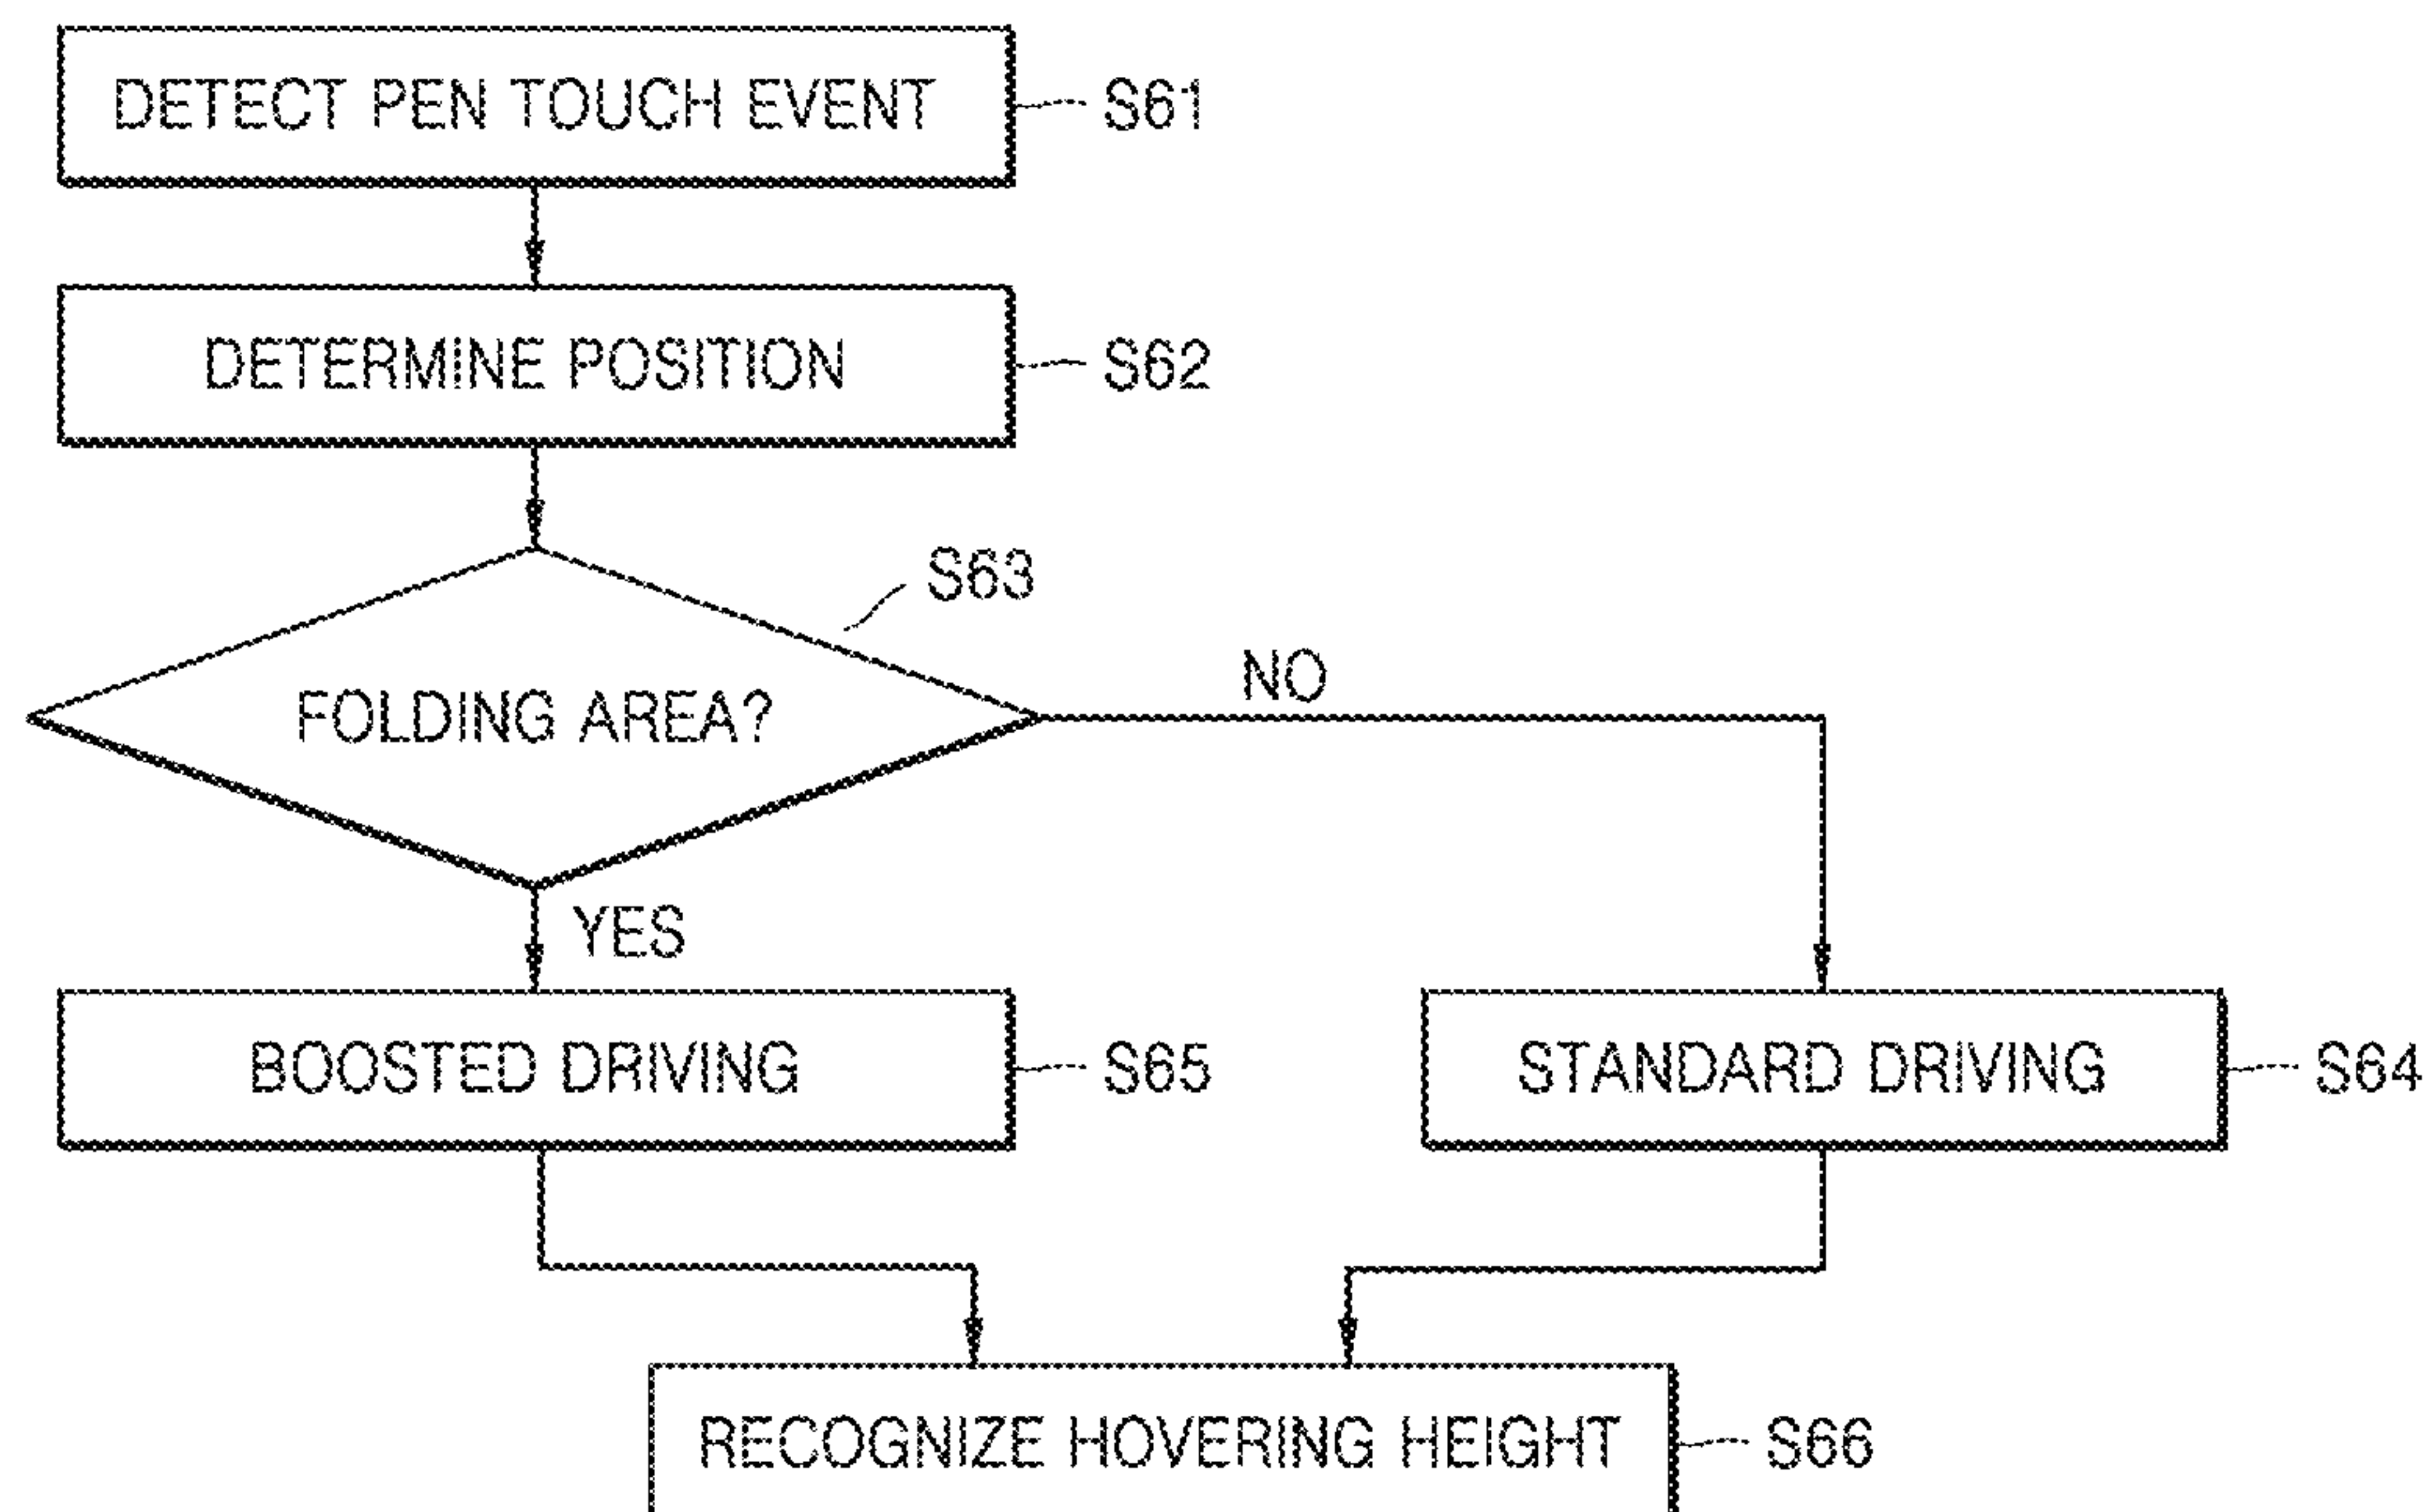 DETECT PEN TOUCH EVENT S61
DETERMINE POSITION S62
S63
FOLDING AREA?
NO
YES
BOOSTED DRIVING S65
STANDARD DRIVING S64
RECOGNIZE HOVERING HEIGHT S66